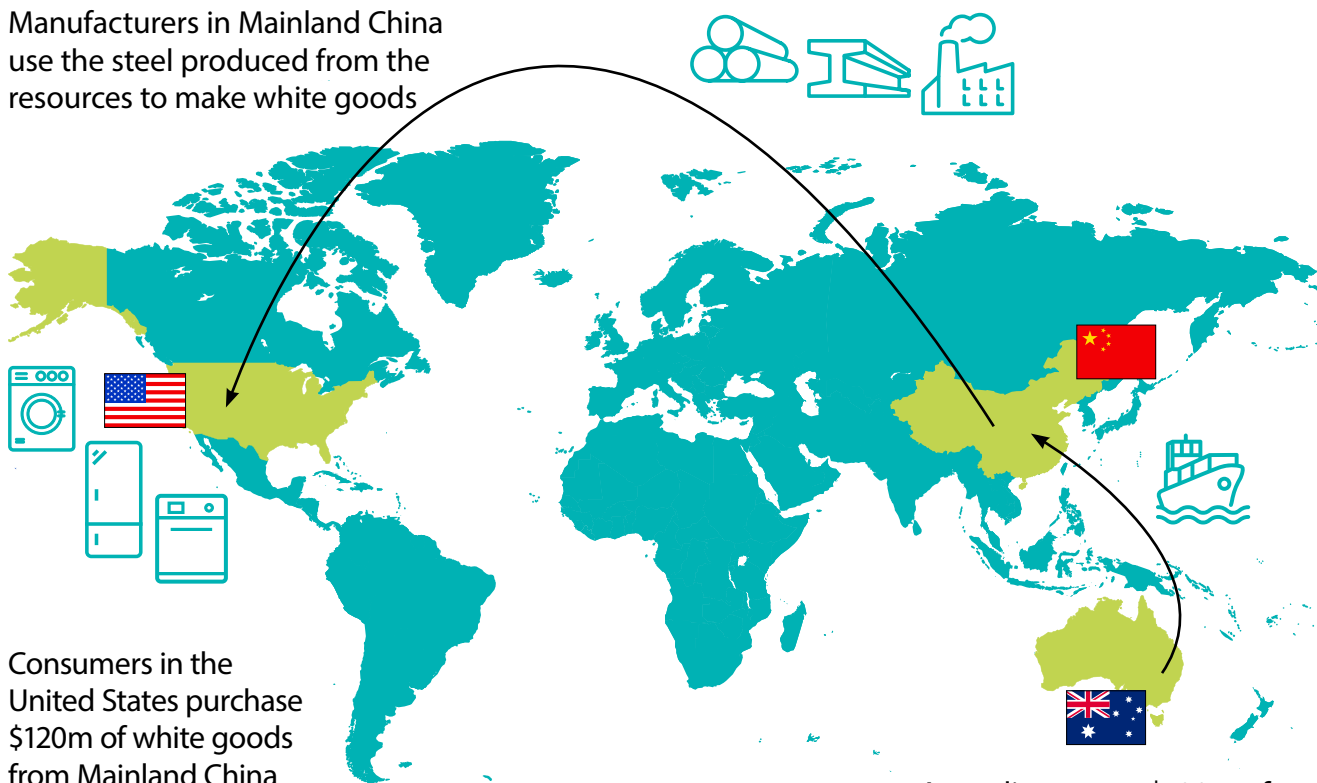 Manufacturers in Mainland China
use the steel produced from the
resources to make white goods
Consumers in the
United States purchase
$120m of white goods
from Mainland China